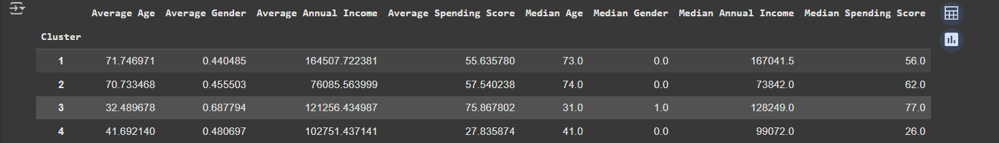 Average Age Average Gender Average Annual Income Average Spending Score Median Age Median Gender Median Annual Income Median Spending Score
Cluster
1 71.746971 0.440485 164507.722381 55.635780 73.0 0.0 167041.5 56.0
2 70.733468 0.455503 76085.563999 57.540238 74.0 0.0 73842.0 62.0
3 32.489678 0.687794 121256.434987 75.867802 31.0 1.0 128249.0 77.0
4 41.692140 0.480697 102751.437141 27.835874 41.0 0.0 99072.0 26.0